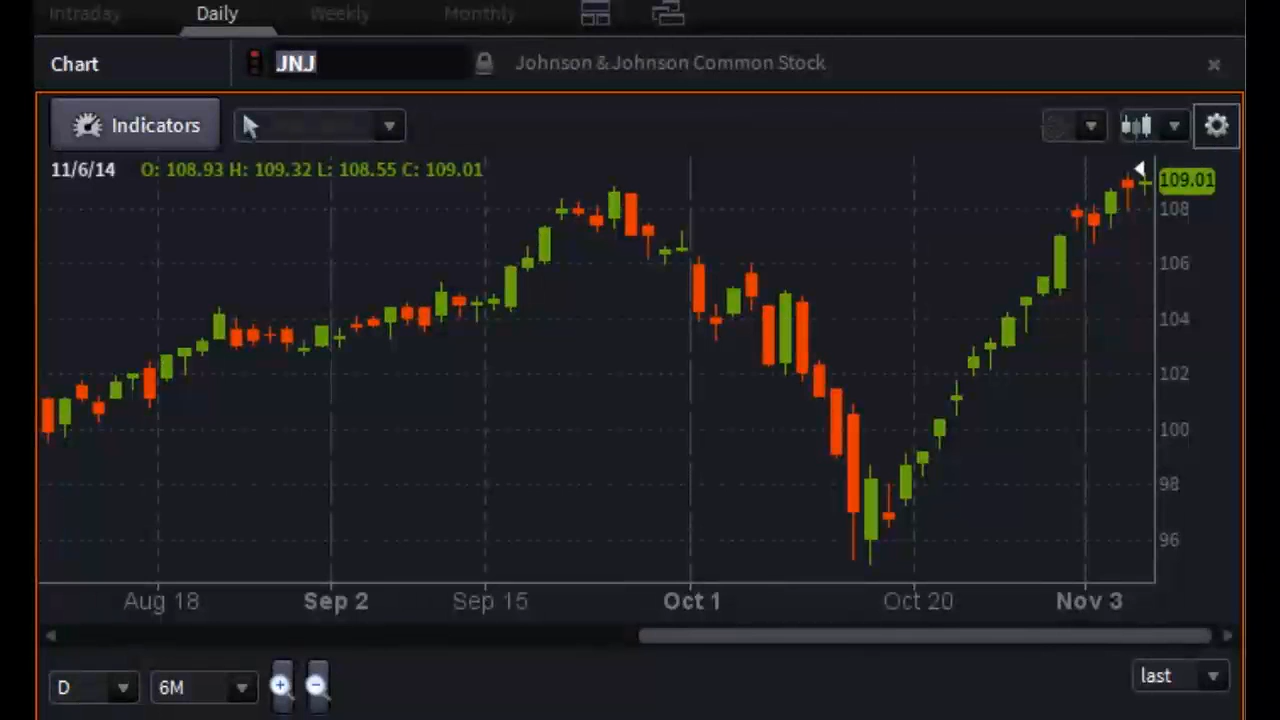 Intraday Daily Weekly Monthly
Chart JNJ Johnson & Johnson Common Stock ×
Indicators
11/6/14 O: 108.93 H: 109.32 L: 108.55 C: 109.01
109.01
108
106
104
102
100
98
96
Aug 18 Sep 2 Sep 15 Oct 1 Oct 20 Nov 3
D 6M last